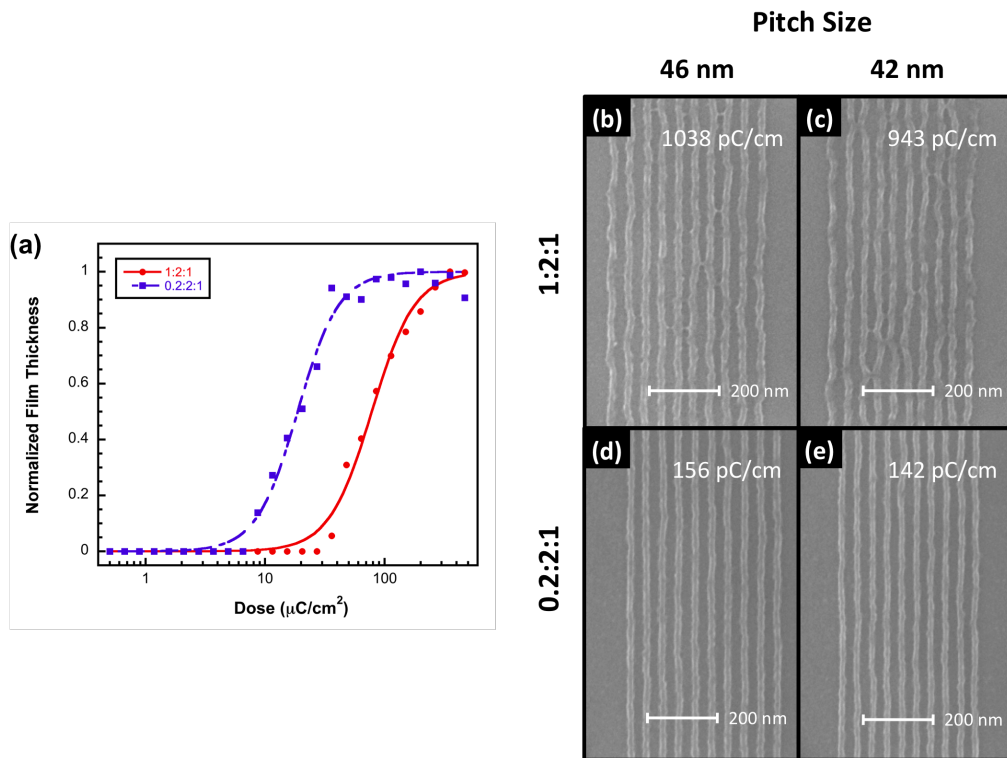 Pitch Size
46 nm
42 nm
(b)
1038 pC/cm
(c)
943 pC/cm
1:2:1
200 nm
200 nm
(a)
1:2:1
0.2:2:1
1
0.8
0.6
0.4
0.2
0
Normalized Film Thickness
1
10
100
Dose (μC/cm²)
(d)
156 pC/cm
(e)
142 pC/cm
0.2:2:1
200 nm
200 nm